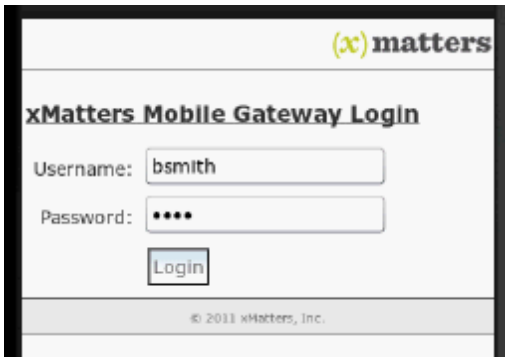 (x) matters
xMatters Mobile Gateway Login
Username: bsmith
Password: ••••
Login
© 2011 xMatters, Inc.